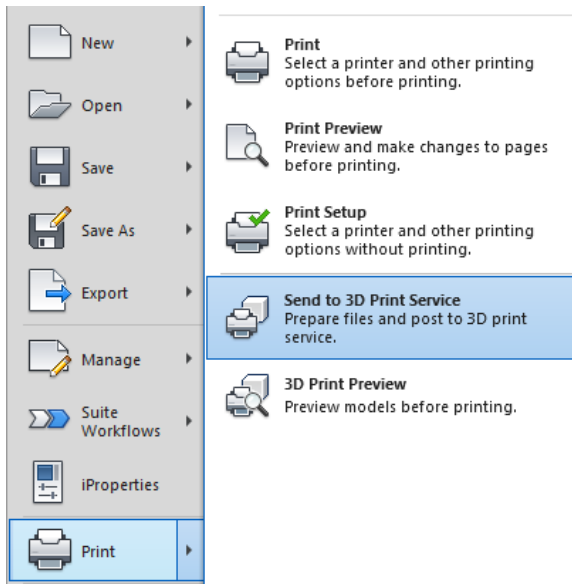 New
Open
Save
Save As
Export
Manage
Suite
Workflows
iProperties
Print
Print
Select a printer and other printing
options before printing.
Print Preview
Preview and make changes to pages
before printing.
Print Setup
Select a printer and other printing
options without printing.
Send to 3D Print Service
Prepare files and post to 3D print
service.
3D Print Preview
Preview models before printing.